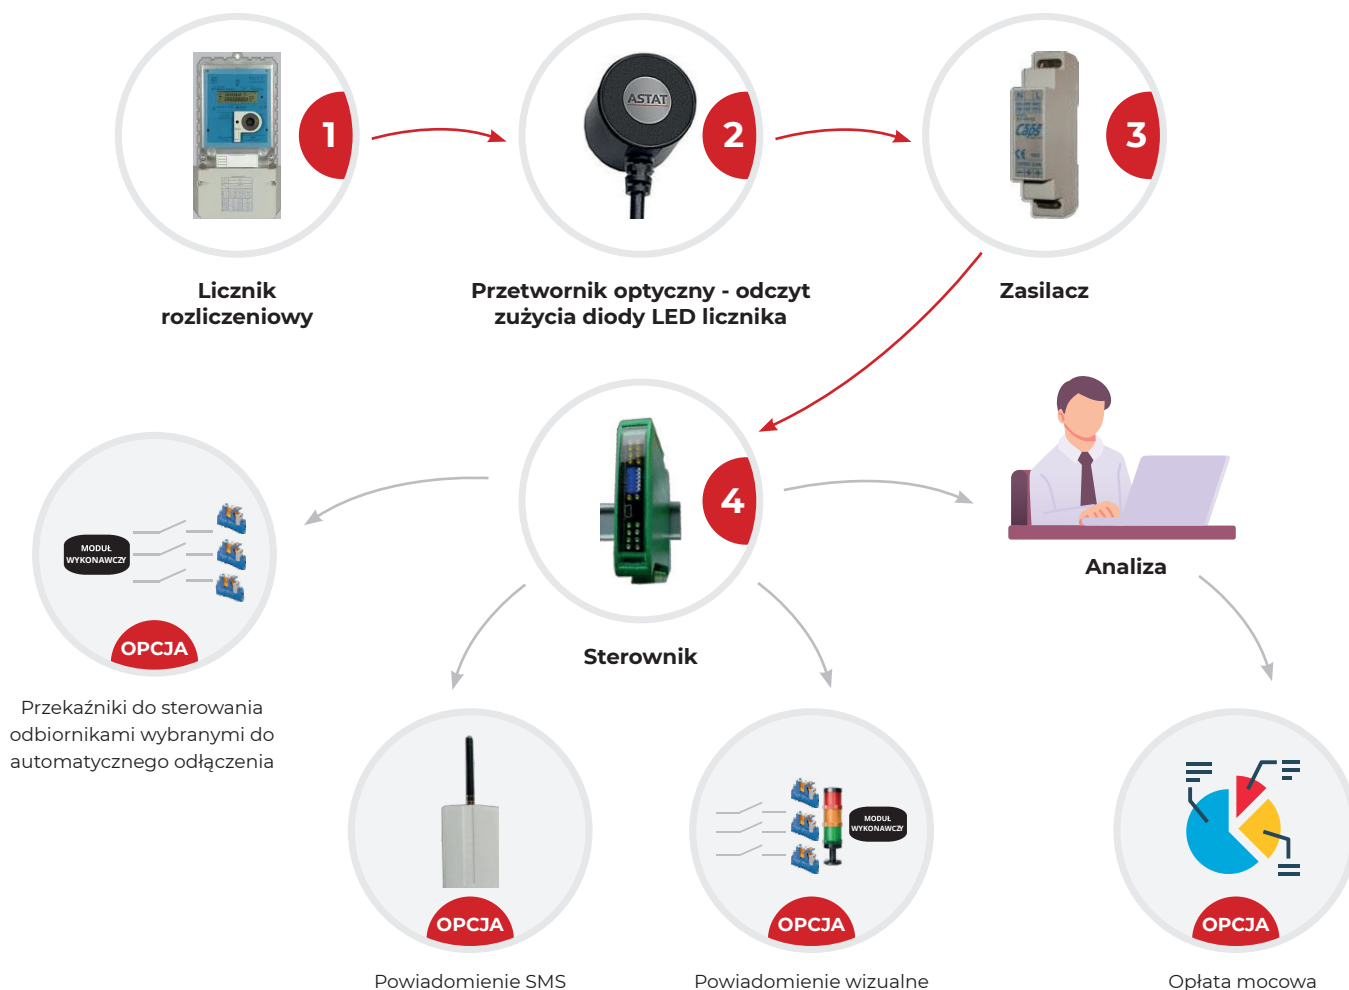 1
ASTAT
2
N L
Caps
CE
3
Licznik
rozliczeniowy
Przetwornik optyczny - odczyt
zużycia diody LED licznika
Zasilacz
4
MODUŁ
WYKONAWCZY
OPCJA
Analiza
Sterownik
Przekaźniki do sterowania
odbiornikami wybranymi do
automatycznego odłączenia
MODUŁ
WYKONAWCZY
OPCJA
OPCJA
OPCJA
Powiadomienie SMS
Powiadomienie wizualne
Opłata mocowa